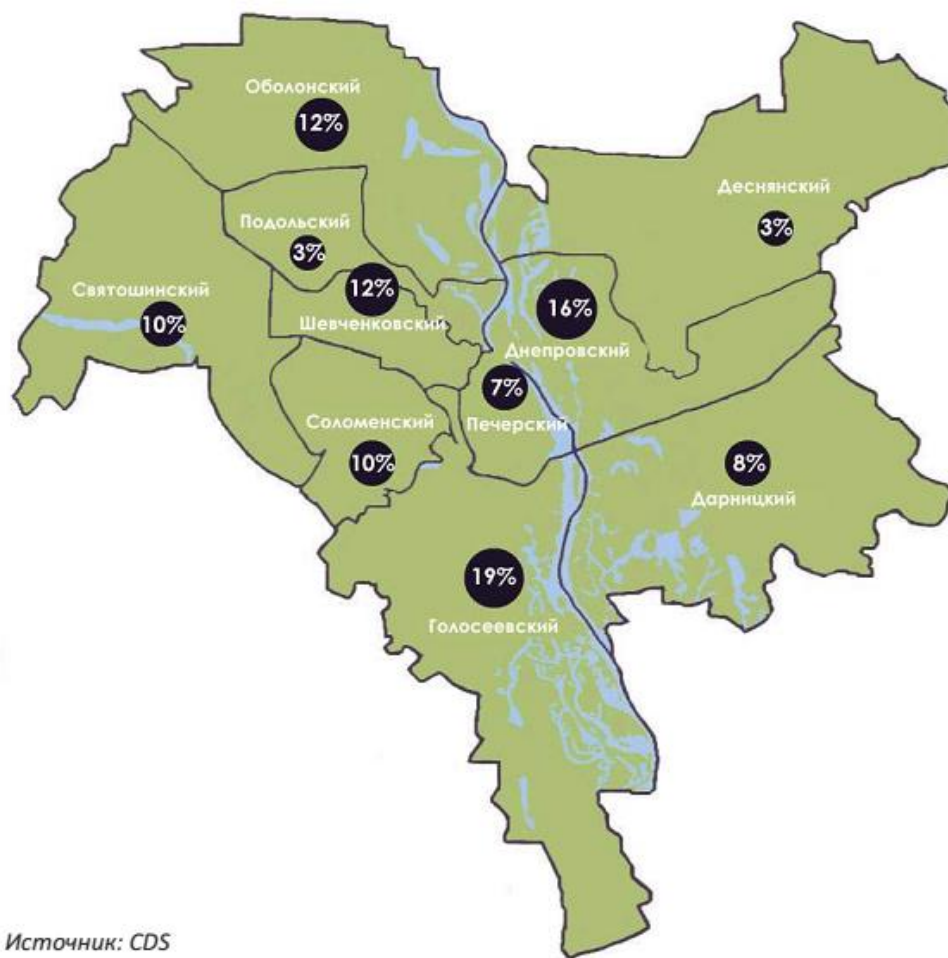 Оболонский
12%
Деснянский
3%
Подольский
3%
Святошинский
10%
12%
Шевченковский
16%
Днепровский
7%
Печерский
Соломенский
10%
8%
Дарницкий
19%
Голосеевский
Источник: CDS